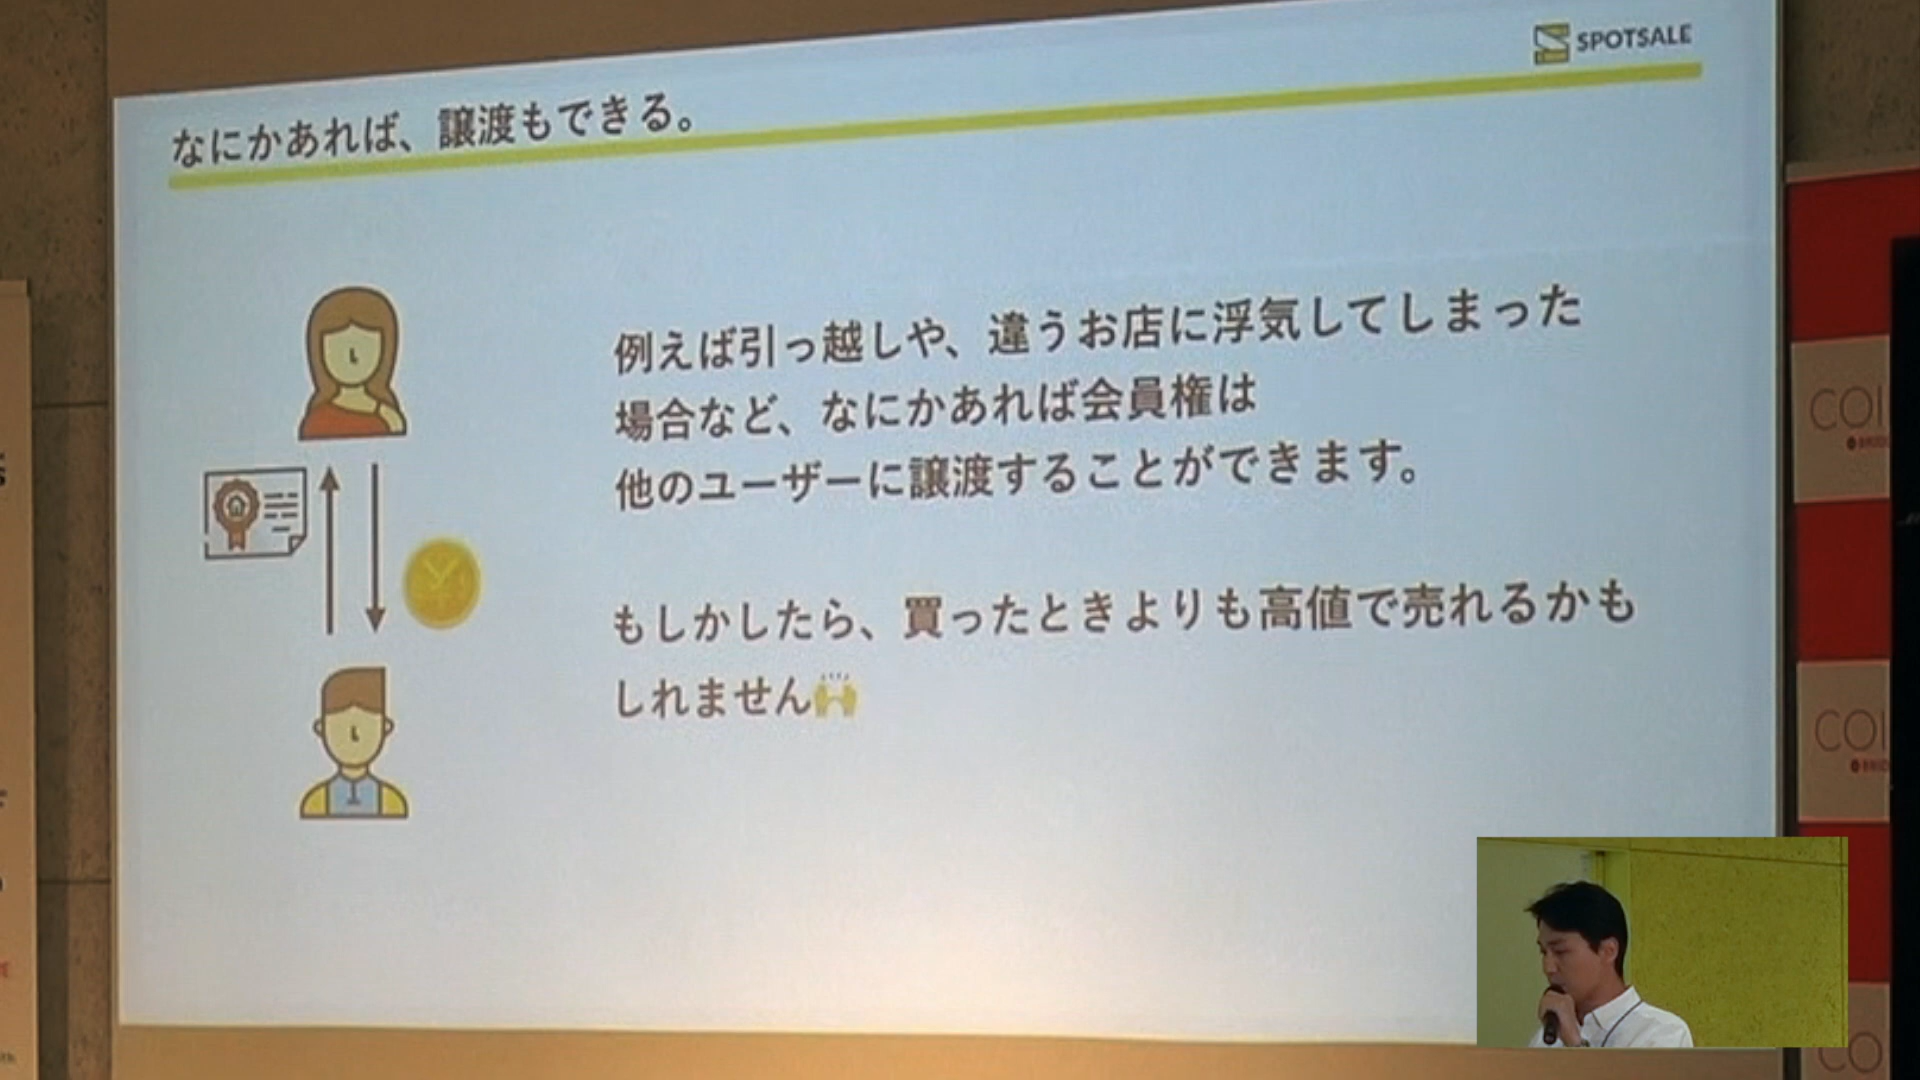 SPOTSALE
なにかあれば、譲渡もできる。
例えば引っ越しや、違うお店に浮気してしまった
場合など、なにかあれば会員権は
他のユーザーに譲渡することができます。
もしかしたら、買ったときよりも高値で売れるかも
しれません🙌
COI
COI
CO